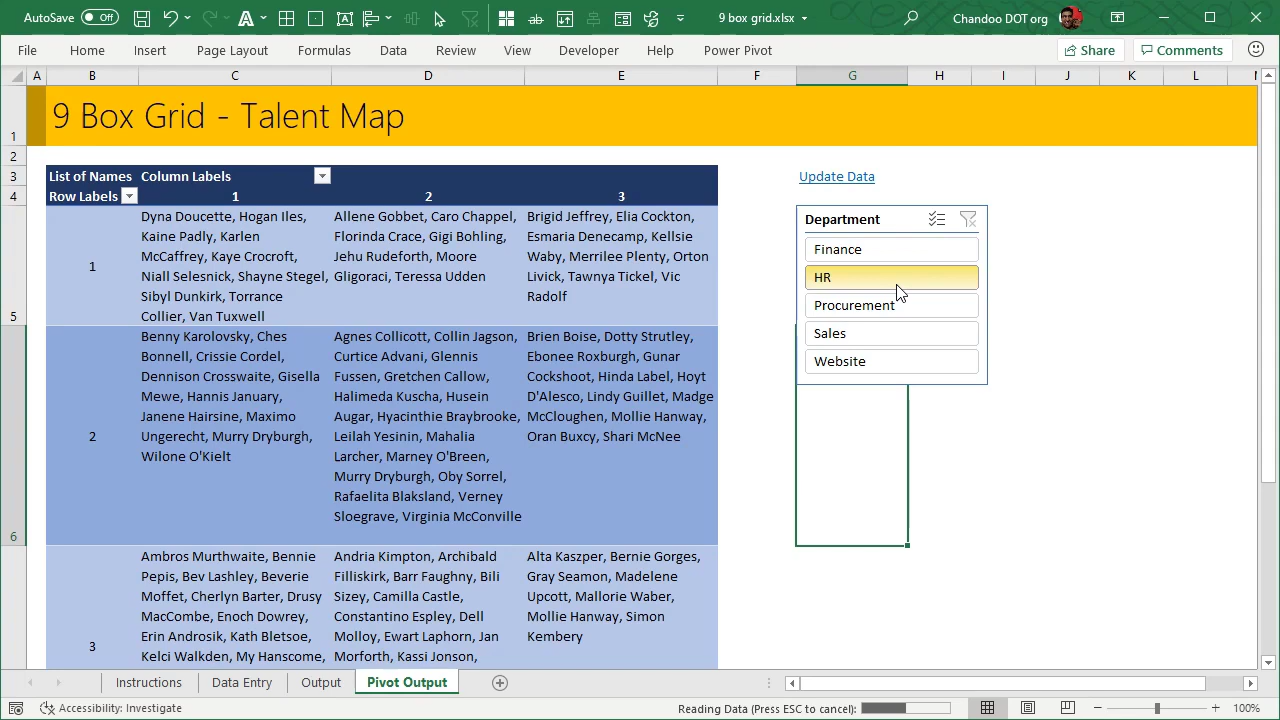 AutoSave Off
9 box grid.xlsx
Chandoo DOT org
File Home Insert Page Layout Formulas Data Review View Developer Help Power Pivot
Share Comments
A B C D E F G H I J K L
1
9 Box Grid - Talent Map
2
3
List of Names Column Labels
Update Data
4
Row Labels 1 2 3
5
1
Dyna Doucette, Hogan Iles,
Kaine Padly, Karlen
McCaffrey, Kaye Crocroft,
Niall Selesnick, Shayne Stegel,
Sibyl Dunkirk, Torrance
Collier, Van Tuxwell
Allene Gobbet, Caro Chappel,
Florinda Crace, Gigi Bohling,
Jehu Rudeforth, Moore
Gligoraci, Teressa Udden
Brigid Jeffrey, Elia Cockton,
Esmaria Denecamp, Kellsie
Waby, Merrilee Plenty, Orton
Livick, Tawnya Tickel, Vic
Radolf
6
2
Benny Karolovsky, Ches
Bonnell, Crissie Cordel,
Dennison Crosswaite, Gisella
Mewe, Hannis January,
Janene Hairsine, Maximo
Ungerecht, Murry Dryburgh,
Wilone O'Kielt
Agnes Collicott, Collin Jagson,
Curtice Advani, Glennis
Fussen, Gretchen Callow,
Halimeda Kuscha, Husein
Augar, Hyacinthie Braybrooke,
Leilah Yesinin, Mahalia
Larcher, Marney O'Breen,
Murry Dryburgh, Oby Sorrel,
Rafaelita Blaksland, Verney
Sloegrave, Virginia McConville
Brien Boise, Dotty Strutley,
Ebonee Roxburgh, Gunar
Cockshoot, Hinda Label, Hoyt
D'Alesco, Lindy Guillet, Madge
McCloughen, Mollie Hanway,
Oran Buxcy, Shari McNee
3
Ambros Murthwaite, Bennie
Pepis, Bev Lashley, Beverie
Moffet, Cherlyn Barter, Drusy
MacCombe, Enoch Dowrey,
Erin Androsik, Kath Bletsoe,
Kelci Walkden, My Hanscome,
Andria Kimpton, Archibald
Filliskirk, Barr Faughny, Bili
Sizey, Camilla Castle,
Constantino Espley, Dell
Molloy, Ewart Laphorn, Jan
Morforth, Kassi Jonson,
Alta Kaszper, Bernie Gorges,
Gray Seamon, Madelene
Upcott, Mallorie Waber,
Mollie Hanway, Simon
Kembery
Department
Finance
HR
Procurement
Sales
Website
Instructions Data Entry Output Pivot Output
Accessibility: Investigate
Reading Data (Press ESC to cancel):
100%